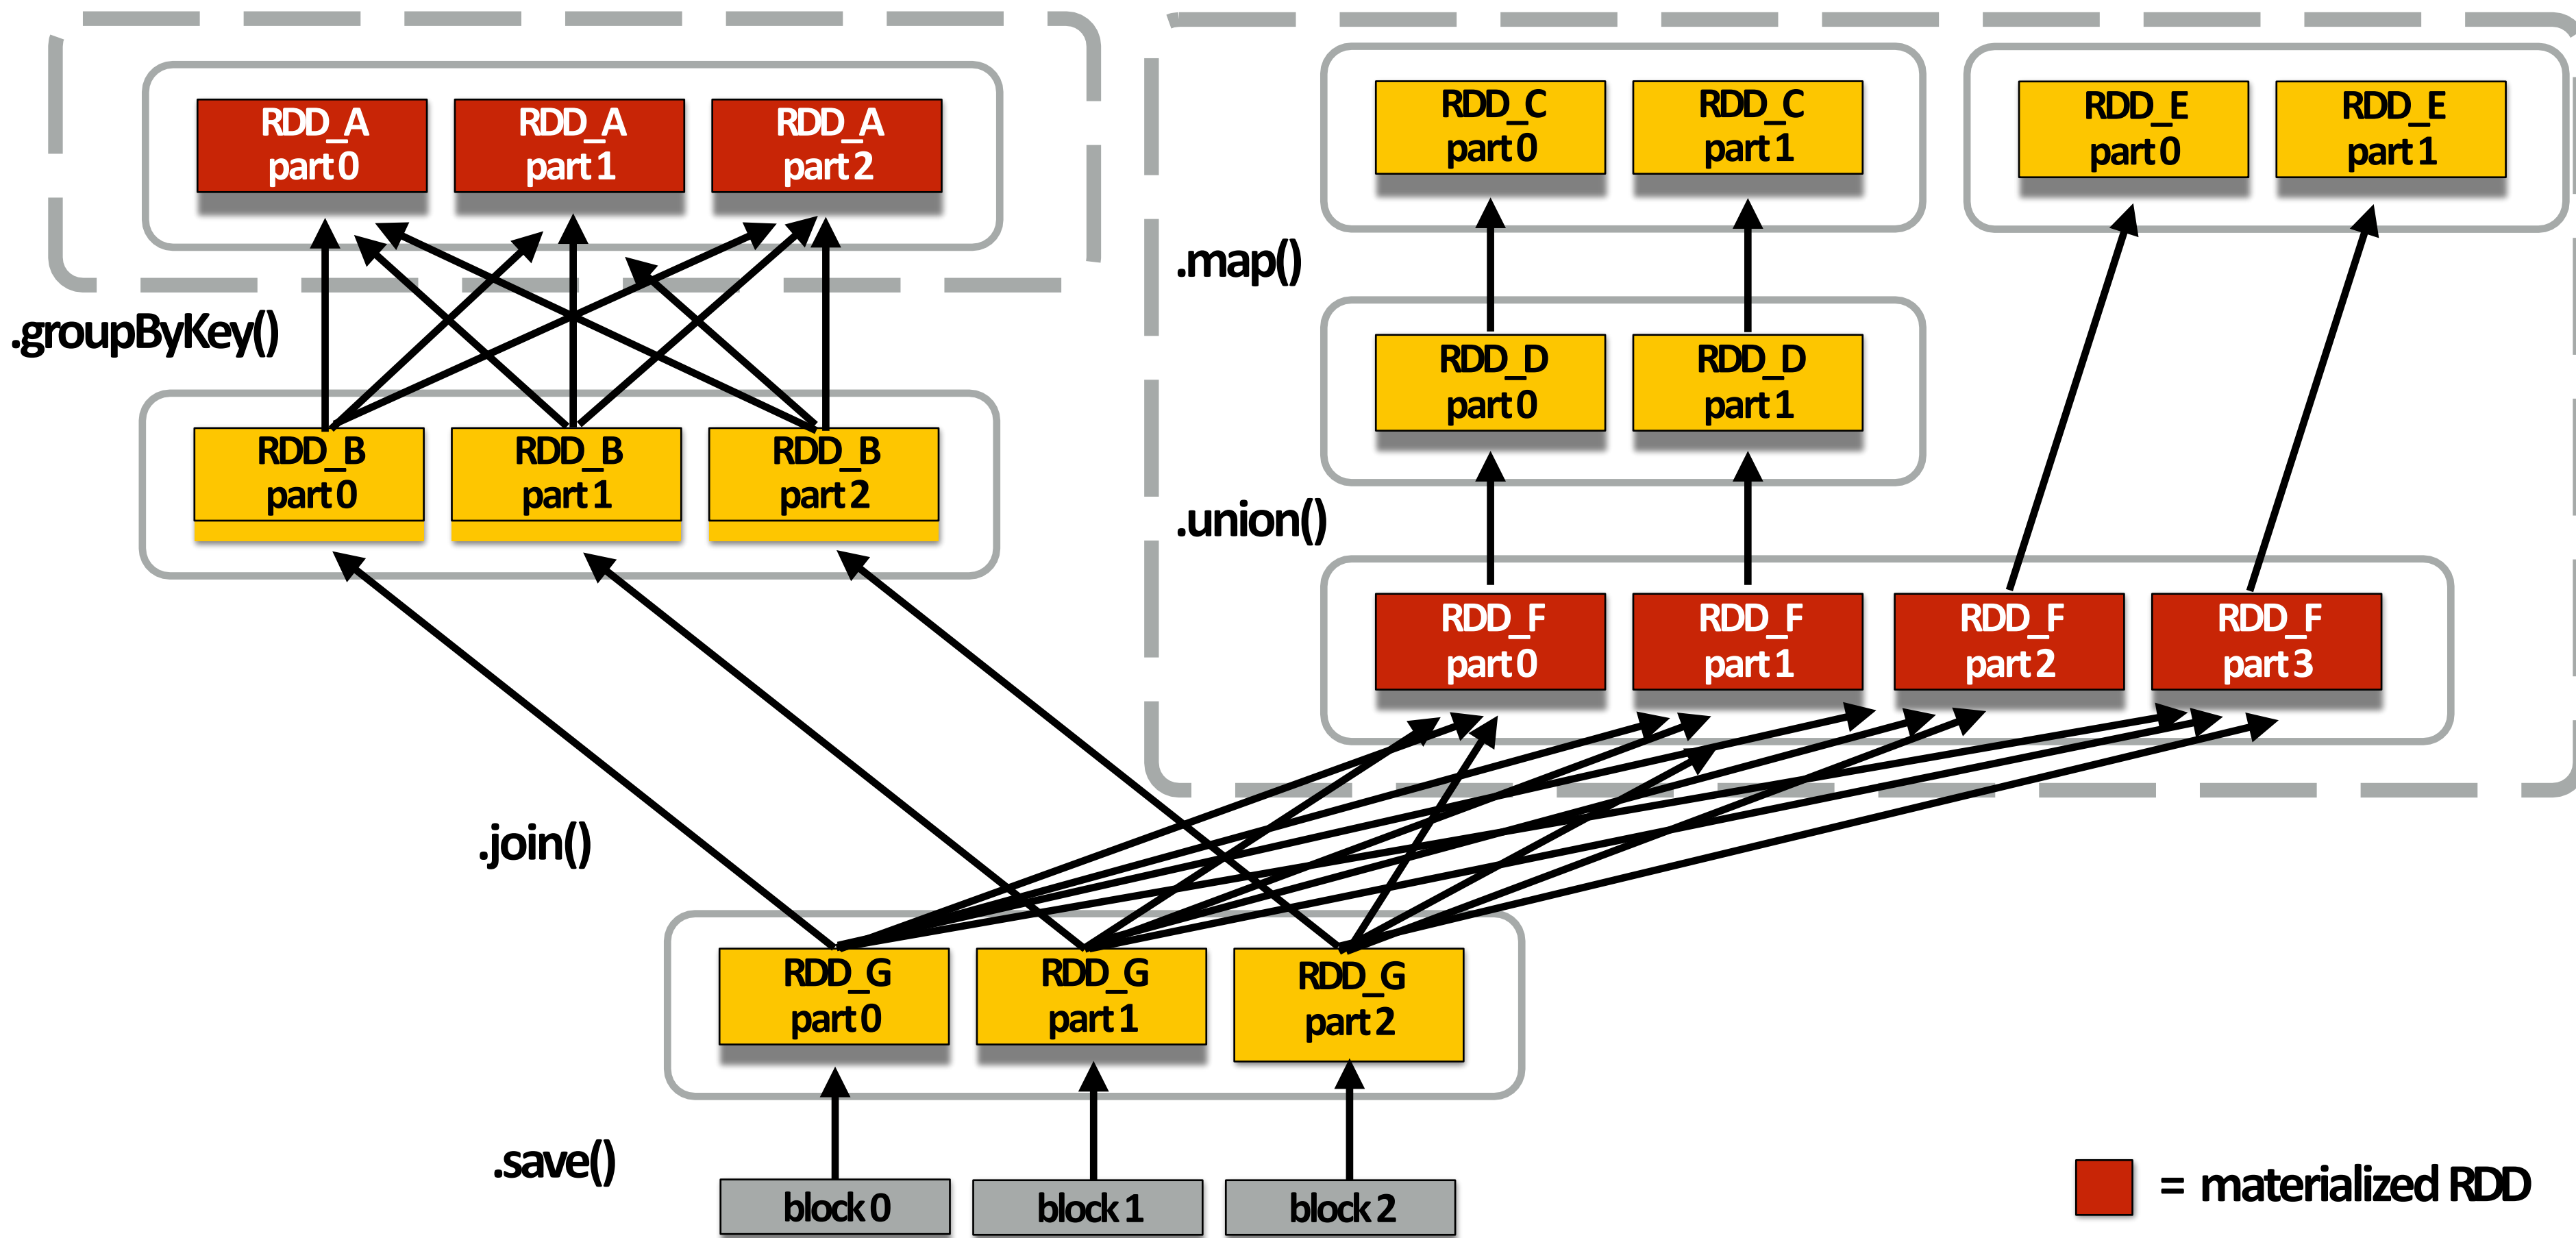 RDD_A
part 0
RDD_A
part 1
RDD_A
part 2
RDD_C
part 0
RDD_C
part 1
RDD_E
part 0
RDD_E
part 1
.map()
.groupByKey()
RDD_D
part 0
RDD_D
part 1
RDD_B
part 0
RDD_B
part 1
RDD_B
part 2
.union()
RDD_F
part 0
RDD_F
part 1
RDD_F
part 2
RDD_F
part 3
.join()
RDD_G
part 0
RDD_G
part 1
RDD_G
part 2
.save()
block 0
block 1
block 2
= materialized RDD